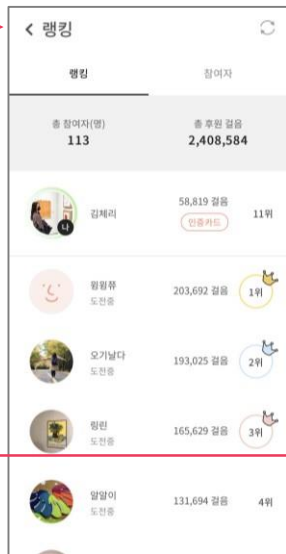 랭킹
랭킹 참여자
총 참여자(명) 총 후원 걸음
113 2,408,584
58,819 걸음
김체리 11위
나 인증카드
윙윙쮸
203,692 걸음 1위
도전중
오기날다
193,025 걸음 2위
도전중
링린
165,629 걸음 3위
도전중
알알이
131,694 걸음 4위
도전중